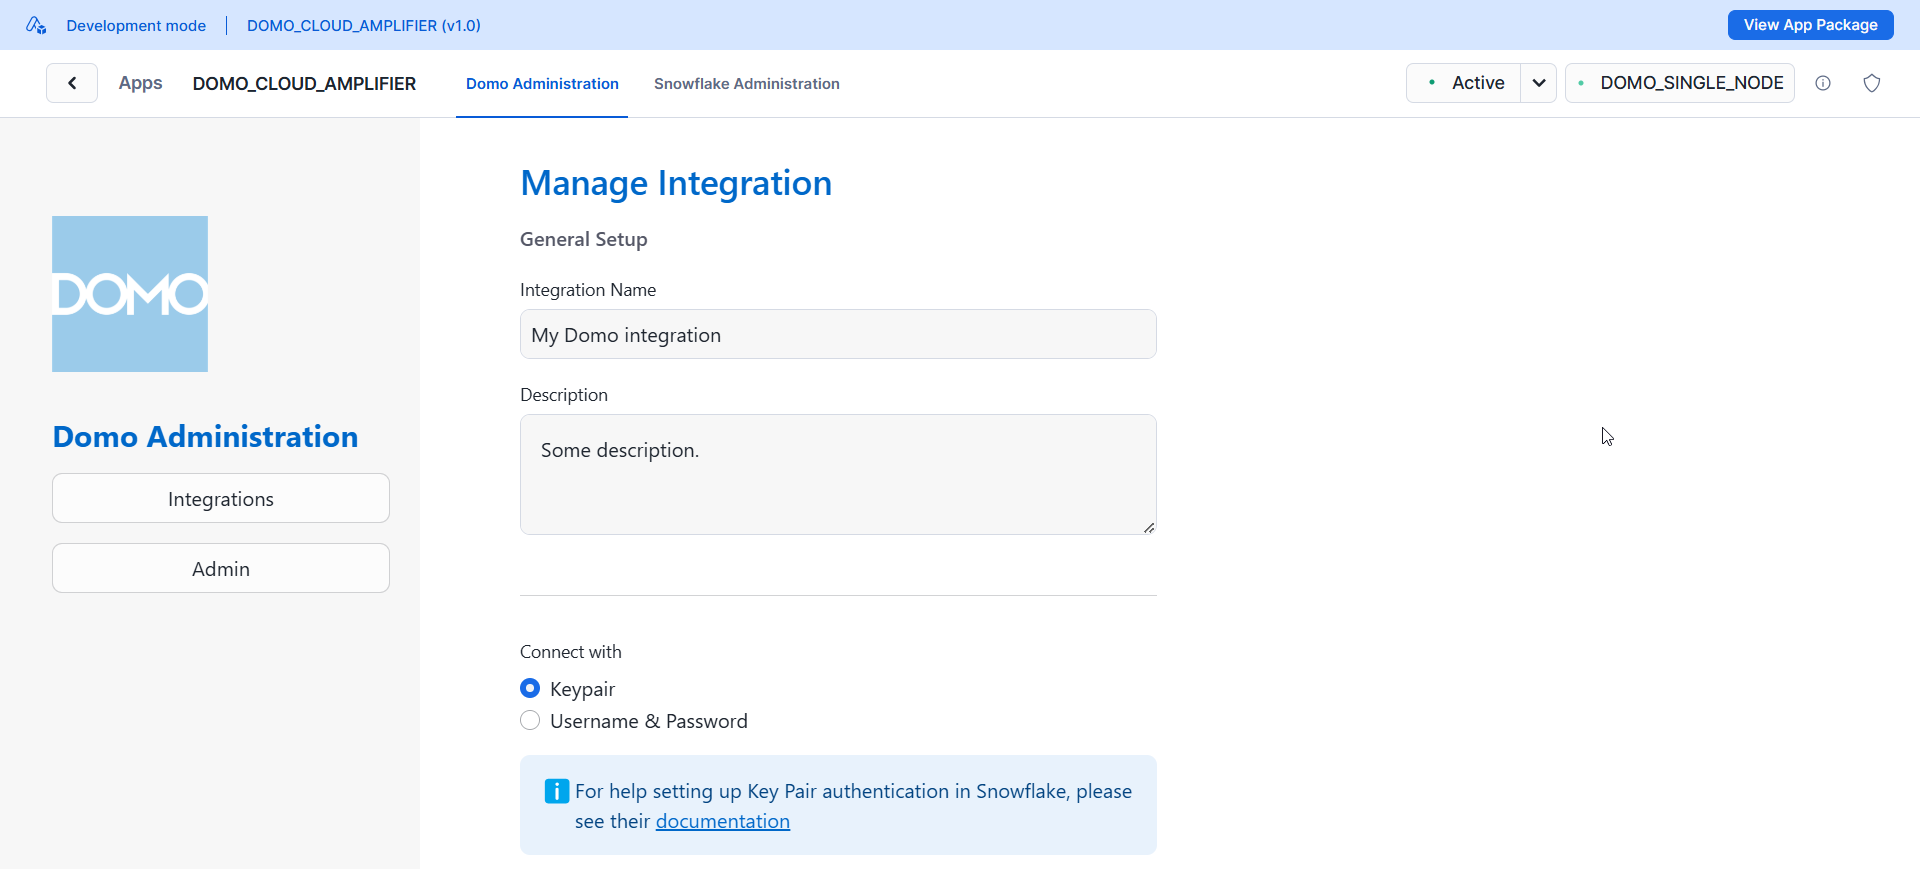 Development mode
DOMO_CLOUD_AMPLIFIER (v1.0)
View App Package
Apps
DOMO_CLOUD_AMPLIFIER
Domo Administration
Snowflake Administration
Active
DOMO_SINGLE_NODE
DOMO
Domo Administration
Integrations
Admin
Manage Integration
General Setup
Integration Name
My Domo integration
Description
Some description.
Connect with
Keypair
Username & Password
For help setting up Key Pair authentication in Snowflake, please
see their documentation